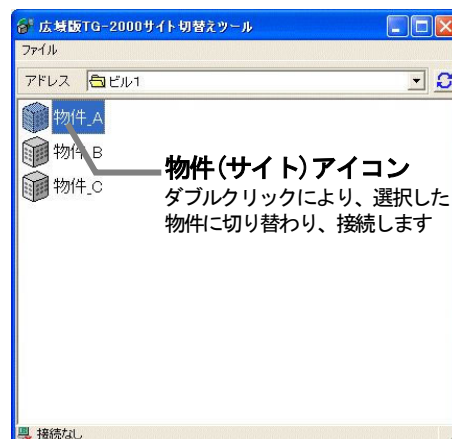 広域版TG-2000サイト切替えツール
ファイル
アドレス ビル1
物件_A
物件_B
物件_C
物件(サイト)アイコン
ダブルクリックにより、選択した
物件に切り替わり、接続します
接続なし